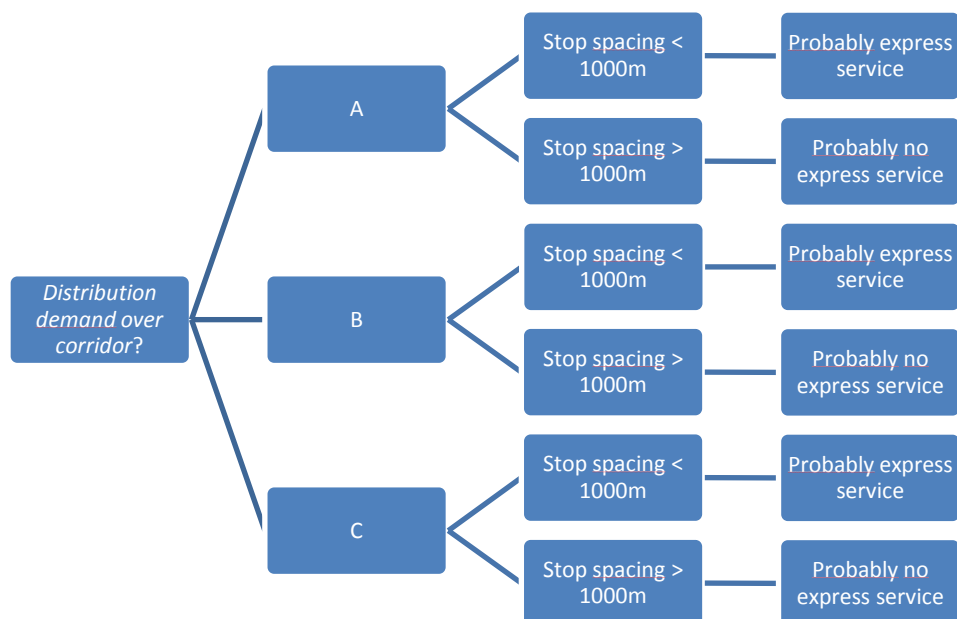 Stop spacing <
1000m
Probably express
service
A
Stop spacing >
1000m
Probably no
express service
Stop spacing <
1000m
Probably express
service
Distribution
demand over
corridor?
B
Stop spacing >
1000m
Probably no
express service
Stop spacing <
1000m
Probably express
service
C
Stop spacing >
1000m
Probably no
express service